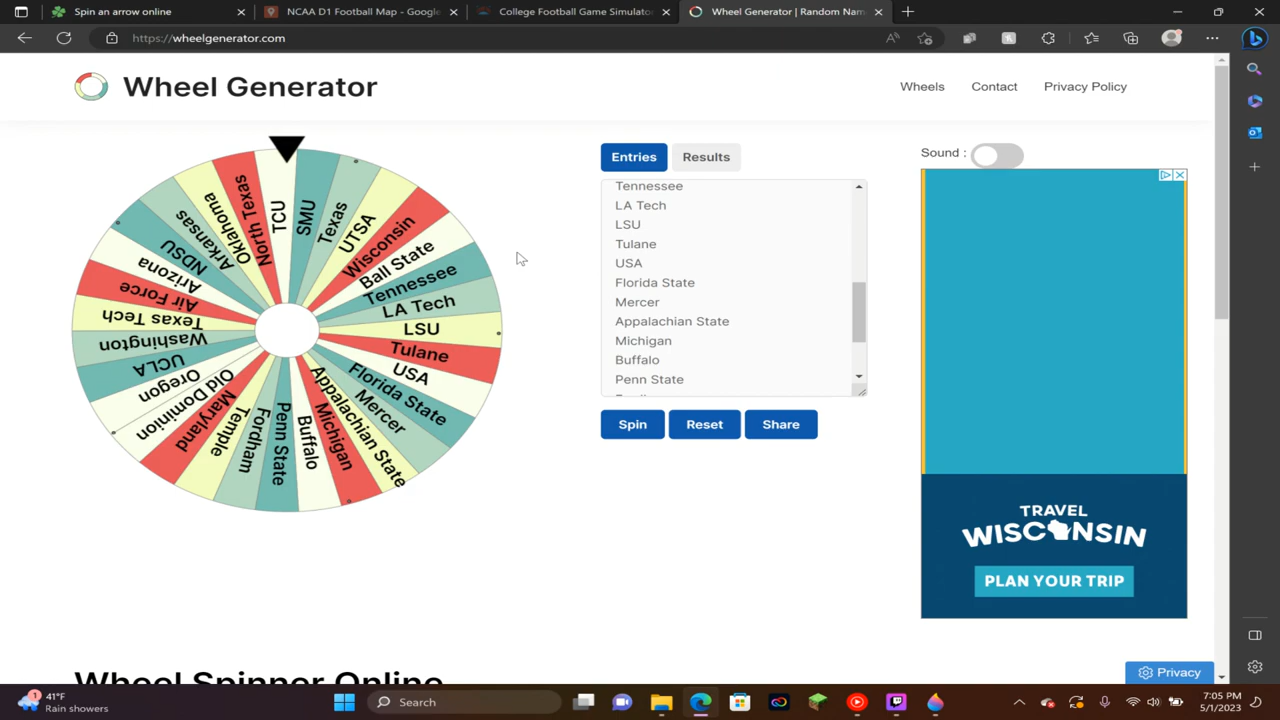 Spin an arrow online
NCAA D1 Football Map - Google
College Football Game Simulator
Wheel Generator | Random Nam
https://wheelgenerator.com
Wheel Generator
Wheels
Contact
Privacy Policy
TCU
SMU
Texas
UTSA
Wisconsin
Ball State
Tennessee
LA Tech
LSU
Tulane
USA
Florida State
Mercer
Appalachian State
Michigan
Buffalo
Penn State
Fordham
Temple
Maryland
Old Dominion
Oregon
UCLA
Washington
Texas Tech
Air Force
Arizona
NDSU
Arkansas
Oklahoma
North Texas
Entries
Results
Tennessee
LA Tech
LSU
Tulane
USA
Florida State
Mercer
Appalachian State
Michigan
Buffalo
Penn State
Spin
Reset
Share
Sound :
TRAVEL
WISCONSIN
PLAN YOUR TRIP
Wheel Spinner Online
Privacy
1
41°F
Rain showers
Search
7:05 PM
5/1/2023